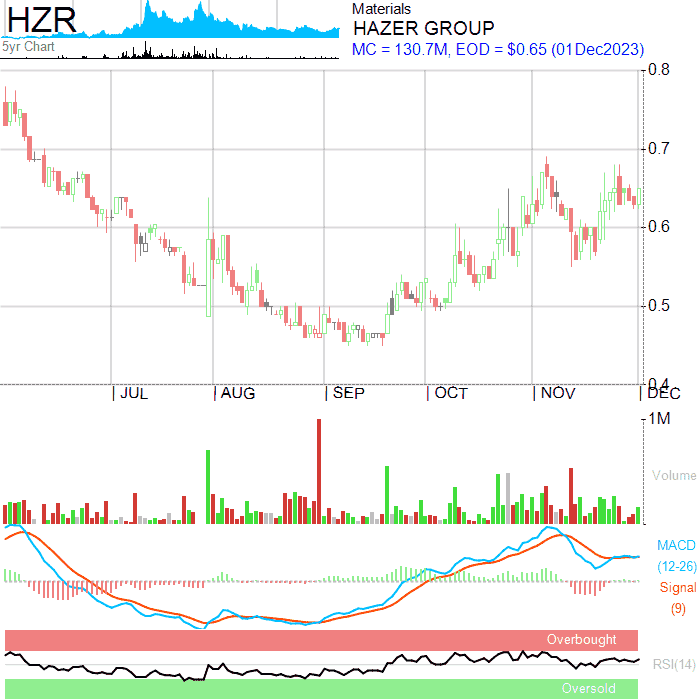 HZR
5yr Chart
Materials
HAZER GROUP
MC = 130.7M, EOD = $0.65 (01Dec2023)
0.8
0.7
0.6
0.5
0.4
| JUL | AUG | SEP | OCT | NOV | DEC
1M
Volume
MACD
(12-26)
Signal
(9)
Overbought
RSI(14)
Oversold